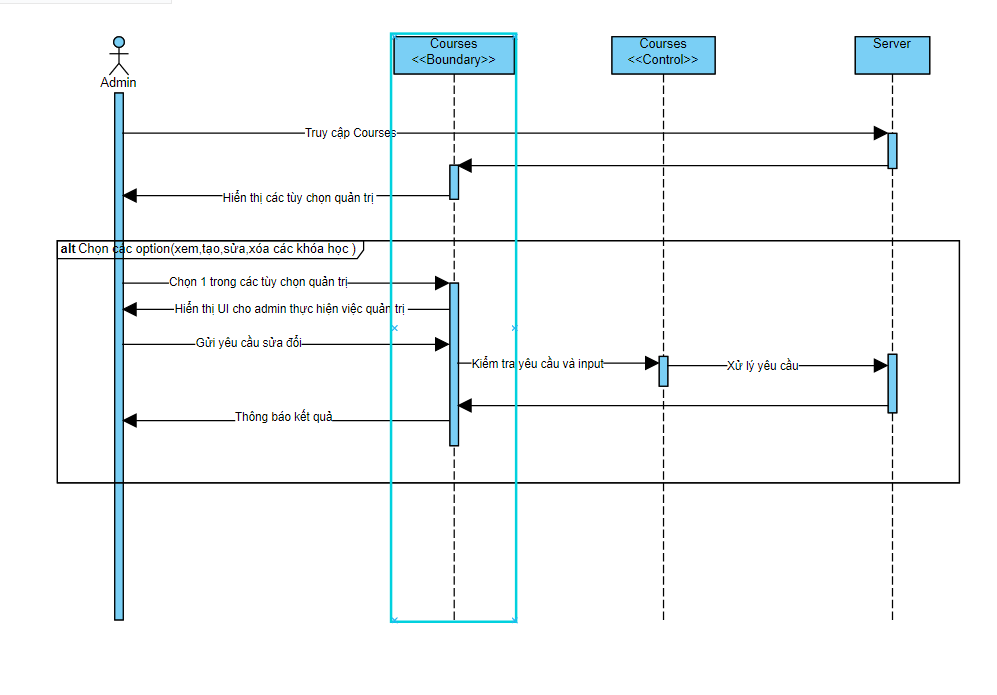 Courses
<<Boundary>>
Courses
<<Control>>
Server
Admin
Truy cập Courses
Hiển thị các tùy chọn quản trị
alt Chọn các option(xem,tạo,sửa,xóa các khóa học )
Chọn 1 trong các tùy chọn quản trị
Hiển thị UI cho admin thực hiện việc quản trị
Gửi yêu cầu sửa đổi
Kiểm tra yêu cầu và input
Xử lý yêu cầu
Thông báo kết quả